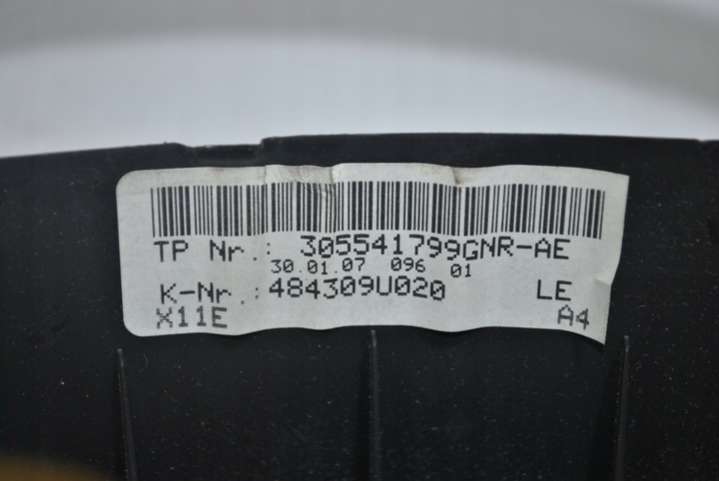 TP Nr.: 305541799GNR-AE
30.01.07 096 01
K-Nr.: 484309U020 LE
X11E A4